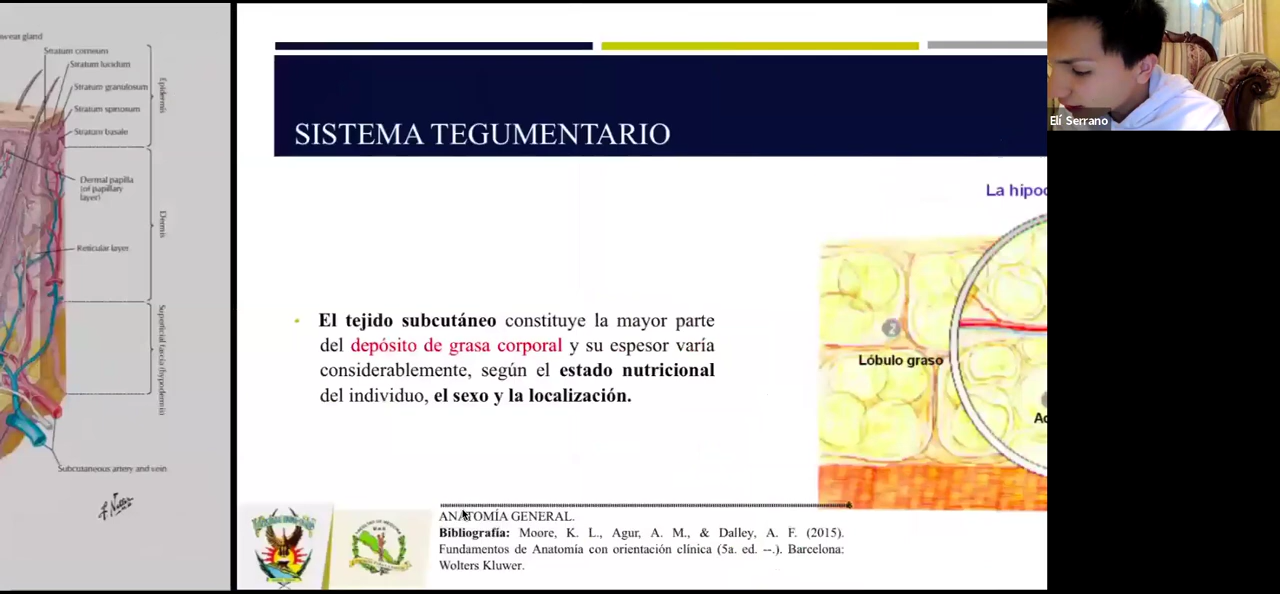 sweat gland
Stratum corneum
Stratum lucidum
Stratum granulosum
Stratum spinosum
Stratum basale
Epidermis
Dermal papilla
(of papillary
layer)
Dermis
Reticular layer
Superficial fascia (hypodermis)
Subcutaneous artery and vein
SISTEMA TEGUMENTARIO
El tejido subcutáneo constituye la mayor parte
del depósito de grasa corporal y su espesor varía
considerablemente, según el estado nutricional
del individuo, el sexo y la localización.
La hipod
2
Lóbulo graso
Ad
ANATOMÍA GENERAL.
Bibliografía: Moore, K. L., Agur, A. M., & Dalley, A. F. (2015).
Fundamentos de Anatomía con orientación clínica (5a. ed. --.). Barcelona:
Wolters Kluwer.
Elí Serrano